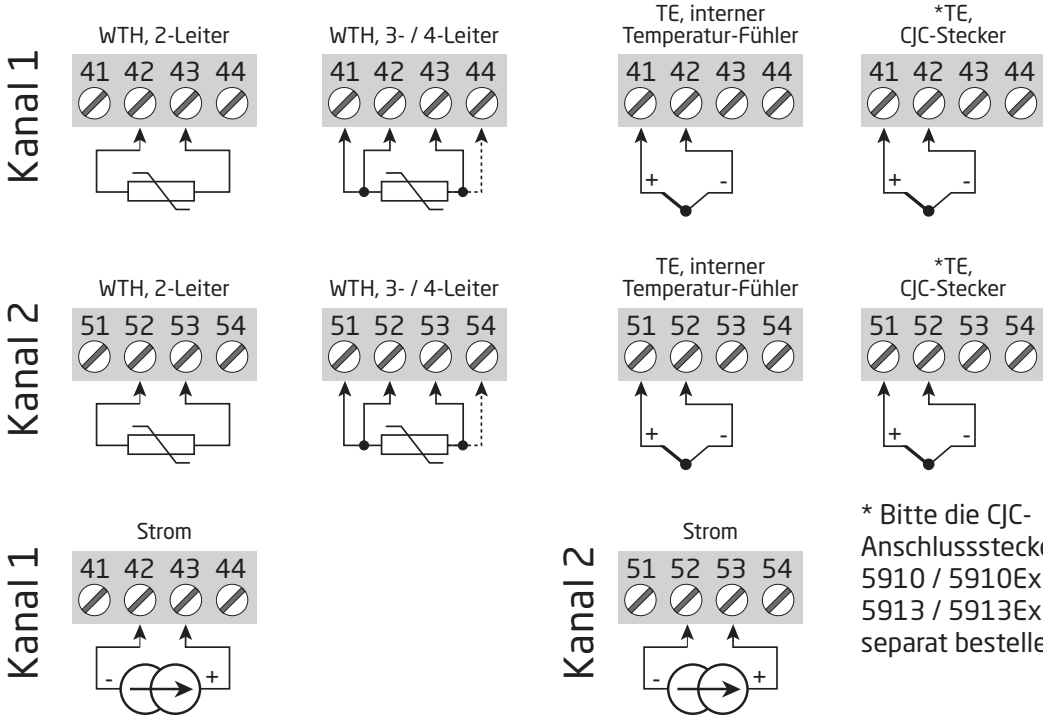 Kanal 1
WTH, 2-Leiter
41 42 43 44
WTH, 3- / 4-Leiter
41 42 43 44
TE, interner
Temperatur-Fühler
41 42 43 44
+ -
*TE,
CJC-Stecker
41 42 43 44
+ -
Kanal 2
WTH, 2-Leiter
51 52 53 54
WTH, 3- / 4-Leiter
51 52 53 54
TE, interner
Temperatur-Fühler
51 52 53 54
+ -
*TE,
CJC-Stecker
51 52 53 54
+ -
Kanal 1
Strom
41 42 43 44
- +
Kanal 2
Strom
51 52 53 54
- +
* Bitte die CJC-
Anschlusssstecke
5910 / 5910Ex
5913 / 5913Ex
separat bestelle